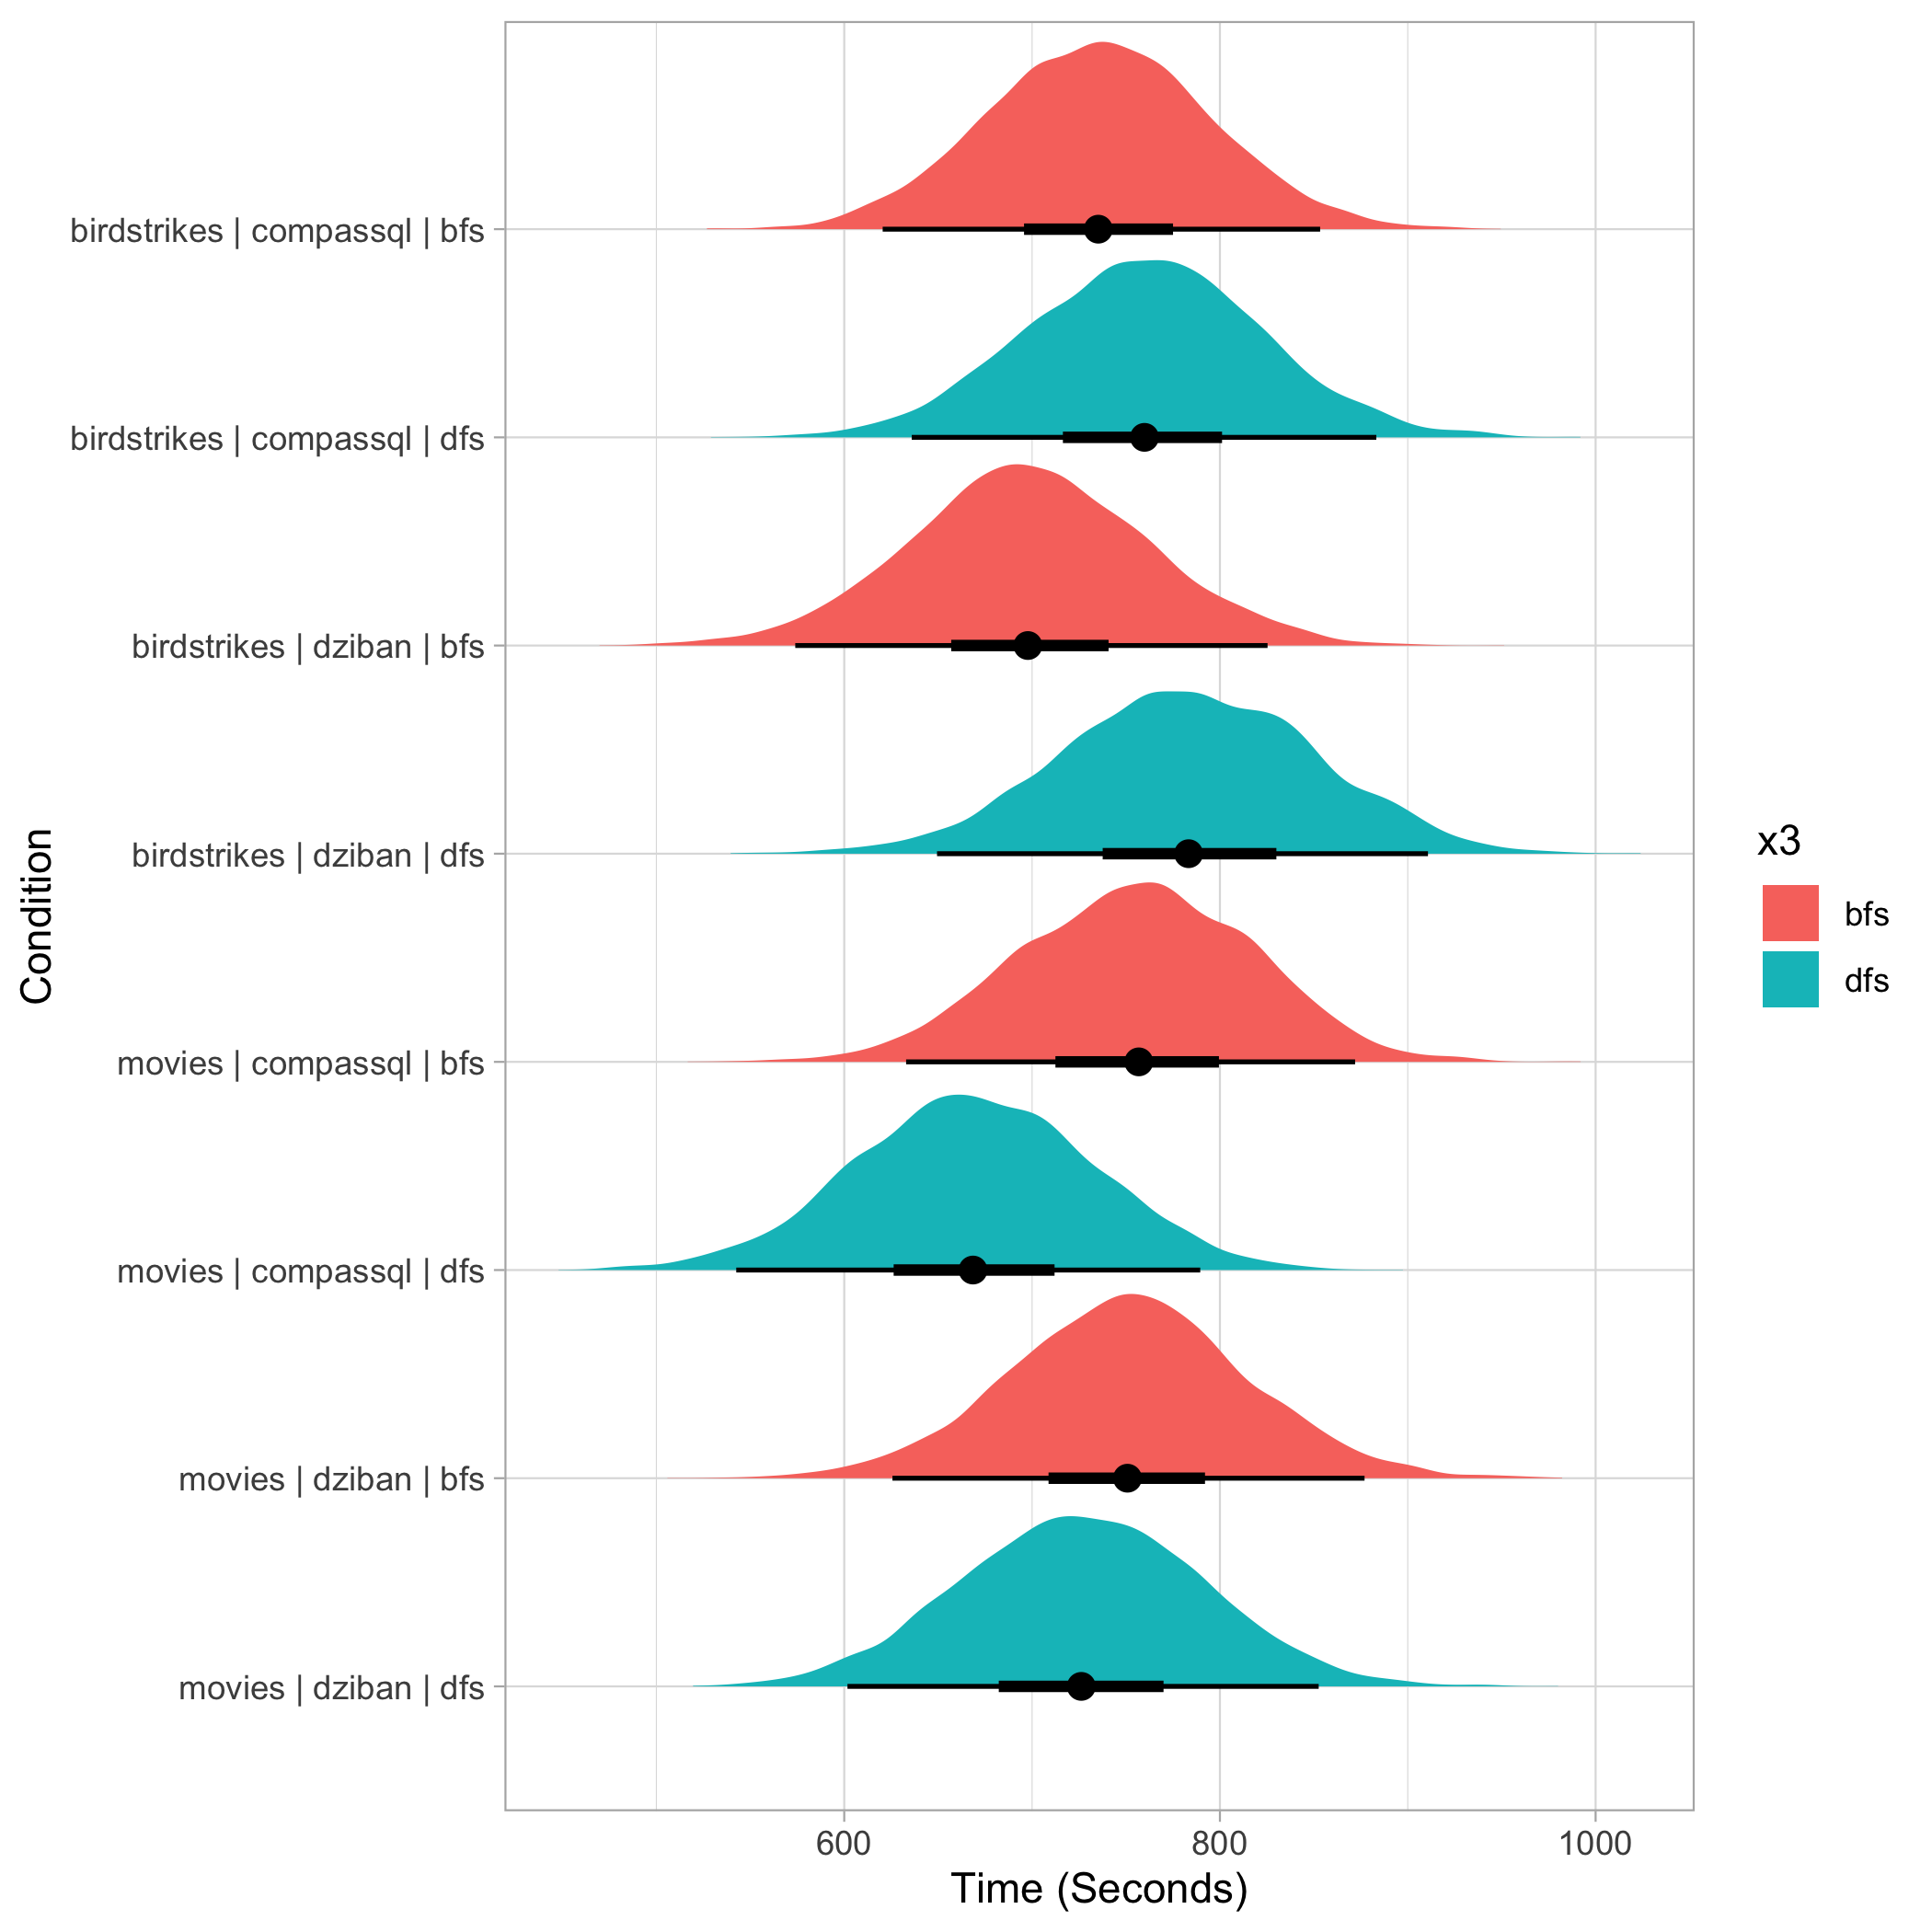 birdstrikes | compassql | bfs
birdstrikes | compassql | dfs
birdstrikes | dziban | bfs
birdstrikes | dziban | dfs
movies | compassql | bfs
movies | compassql | dfs
movies | dziban | bfs
movies | dziban | dfs
Condition
600 800 1000
Time (Seconds)
x3
bfs
dfs